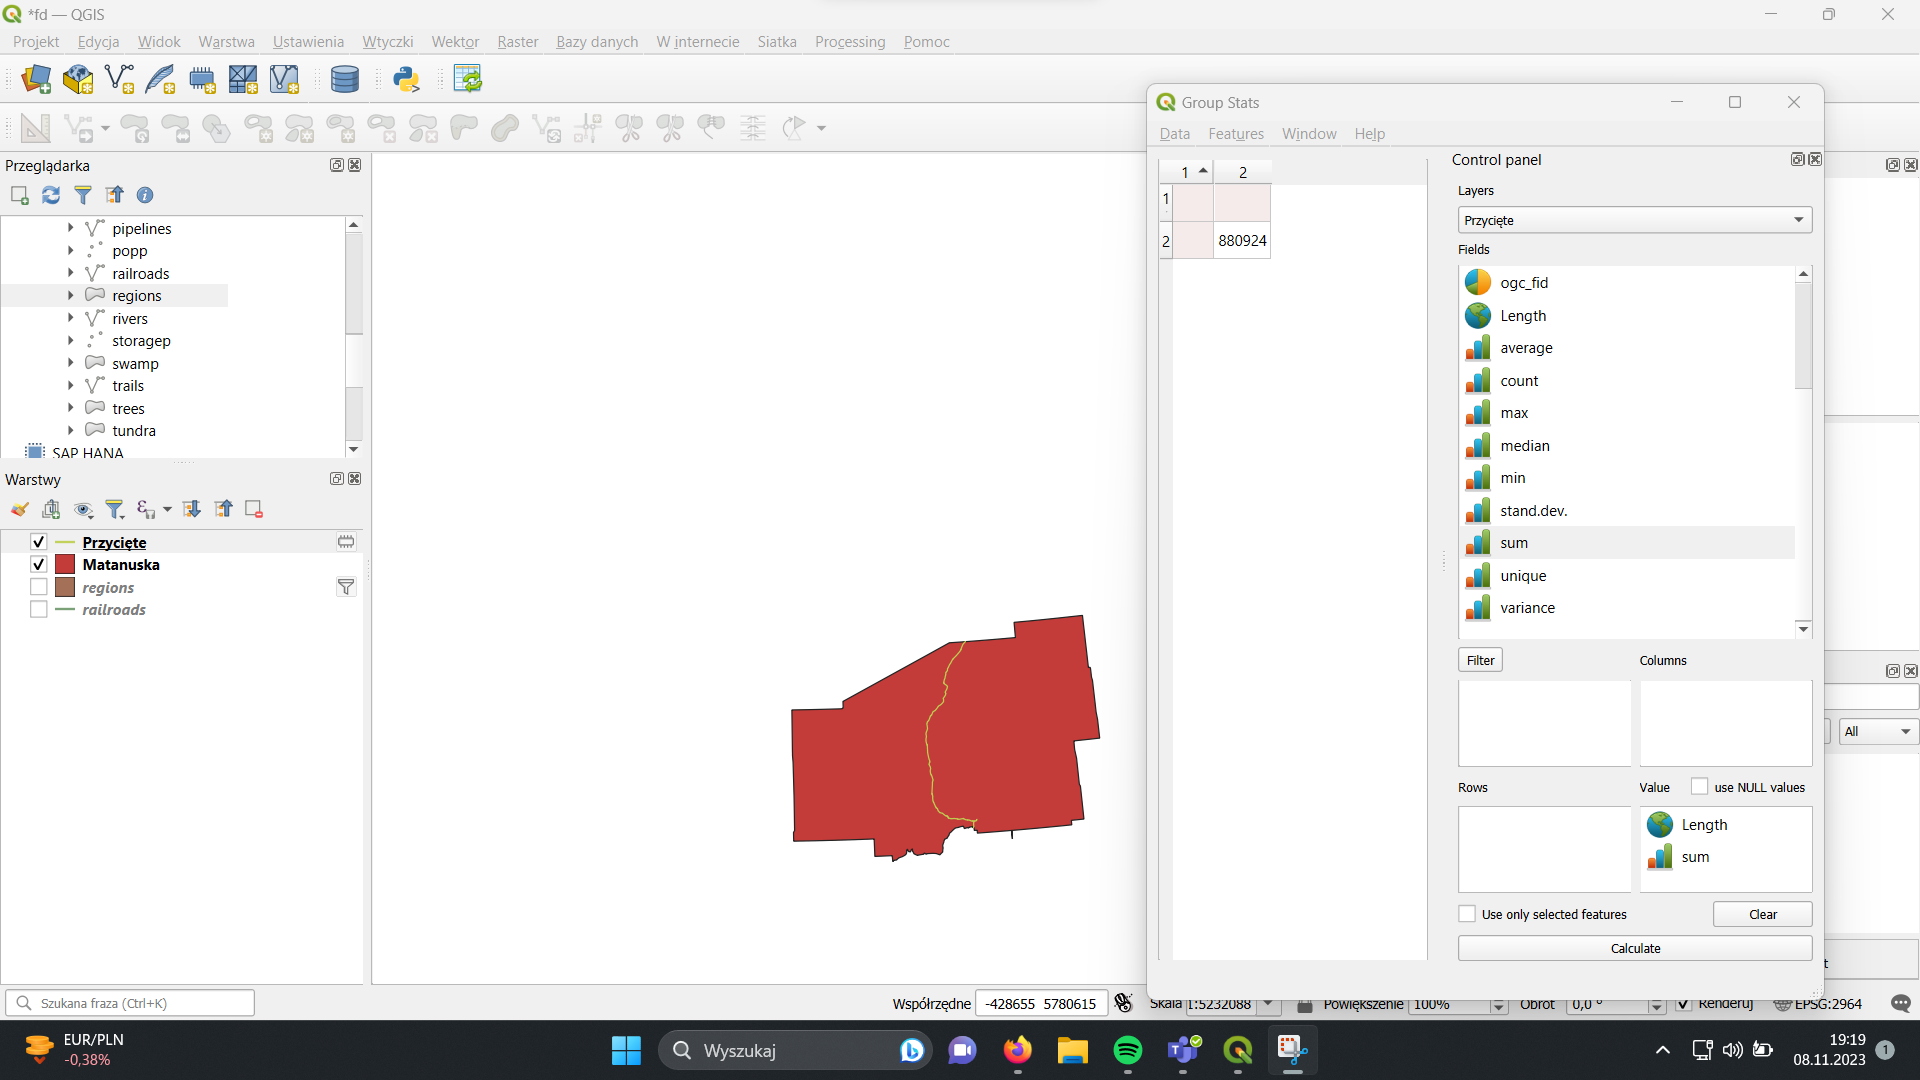 *fd — QGIS
Projekt Edycja Widok Warstwa Ustawienia Wtyczki Wektor Raster Bazy danych W internecie Siatka Processing Pomoc
Przeglądarka
pipelines
popp
railroads
regions
rivers
storagep
swamp
trails
trees
tundra
SAP HANA
Warstwy
Przycięte
Matanuska
regions
railroads
Group Stats
Data Features Window Help
1 2
1
2 880924
Control panel
Layers
Przycięte
Fields
ogc_fid
Length
average
count
max
median
min
stand.dev.
sum
unique
variance
Filter Columns
Rows Value use NULL values
Length
sum
Use only selected features Clear
Calculate
All
t
Szukana fraza (Ctrl+K) Współrzędne -428655 5780615 Skala 1:5232088 Powiększenie 100% Obrót 0,0 ° Renderuj EPSG:2964
EUR/PLN
-0,38%
Wyszukaj
19:19
08.11.2023
1